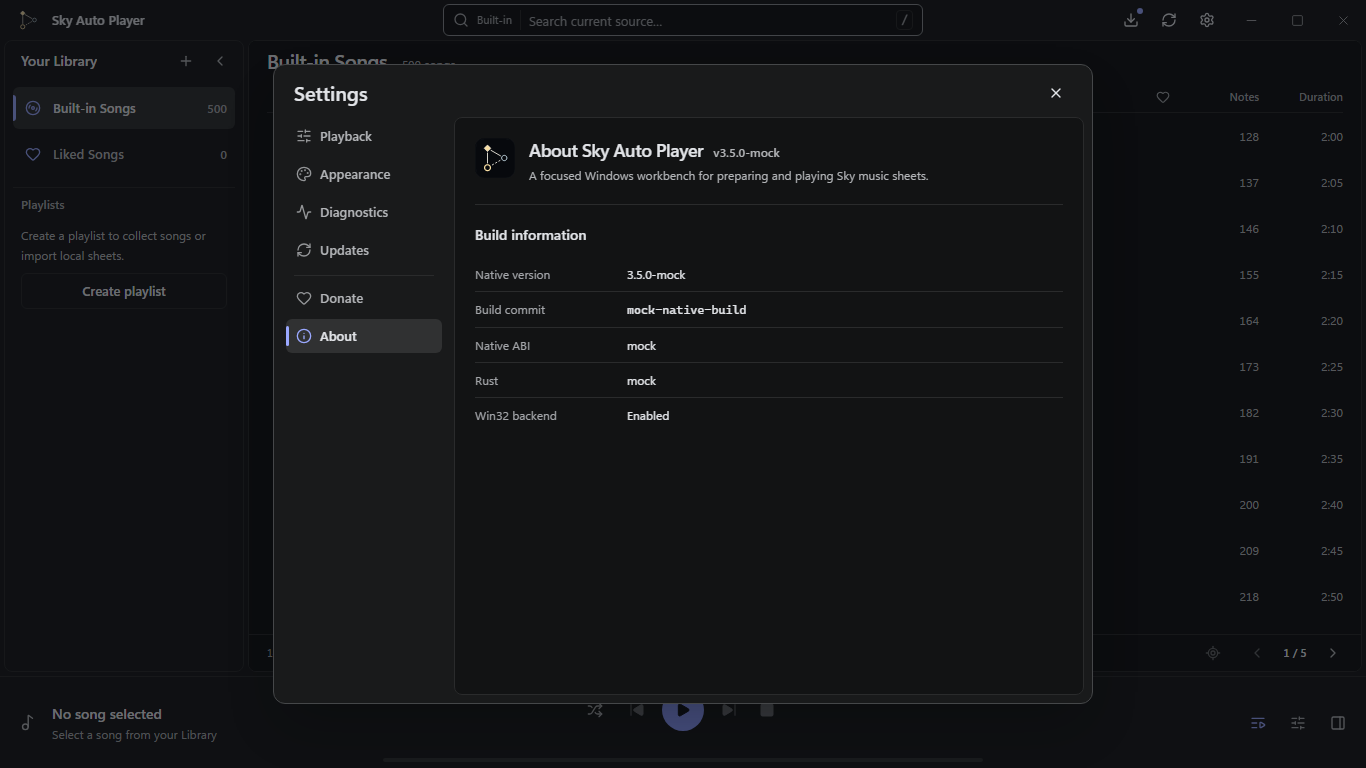 Sky Auto Player
Built-in
Search current source...
/
Your Library
Built-in Songs
500
Liked Songs
0
Playlists
Create a playlist to collect songs or
import local sheets.
Create playlist
Built-in Songs 500 songs
Notes
Duration
128 2:00
137 2:05
146 2:10
155 2:15
164 2:20
173 2:25
182 2:30
191 2:35
200 2:40
209 2:45
218 2:50
1
1 / 5
Settings
Playback
Appearance
Diagnostics
Updates
Donate
About
About Sky Auto Player v3.5.0-mock
A focused Windows workbench for preparing and playing Sky music sheets.
Build information
Native version 3.5.0-mock
Build commit mock-native-build
Native ABI mock
Rust mock
Win32 backend Enabled
No song selected
Select a song from your Library